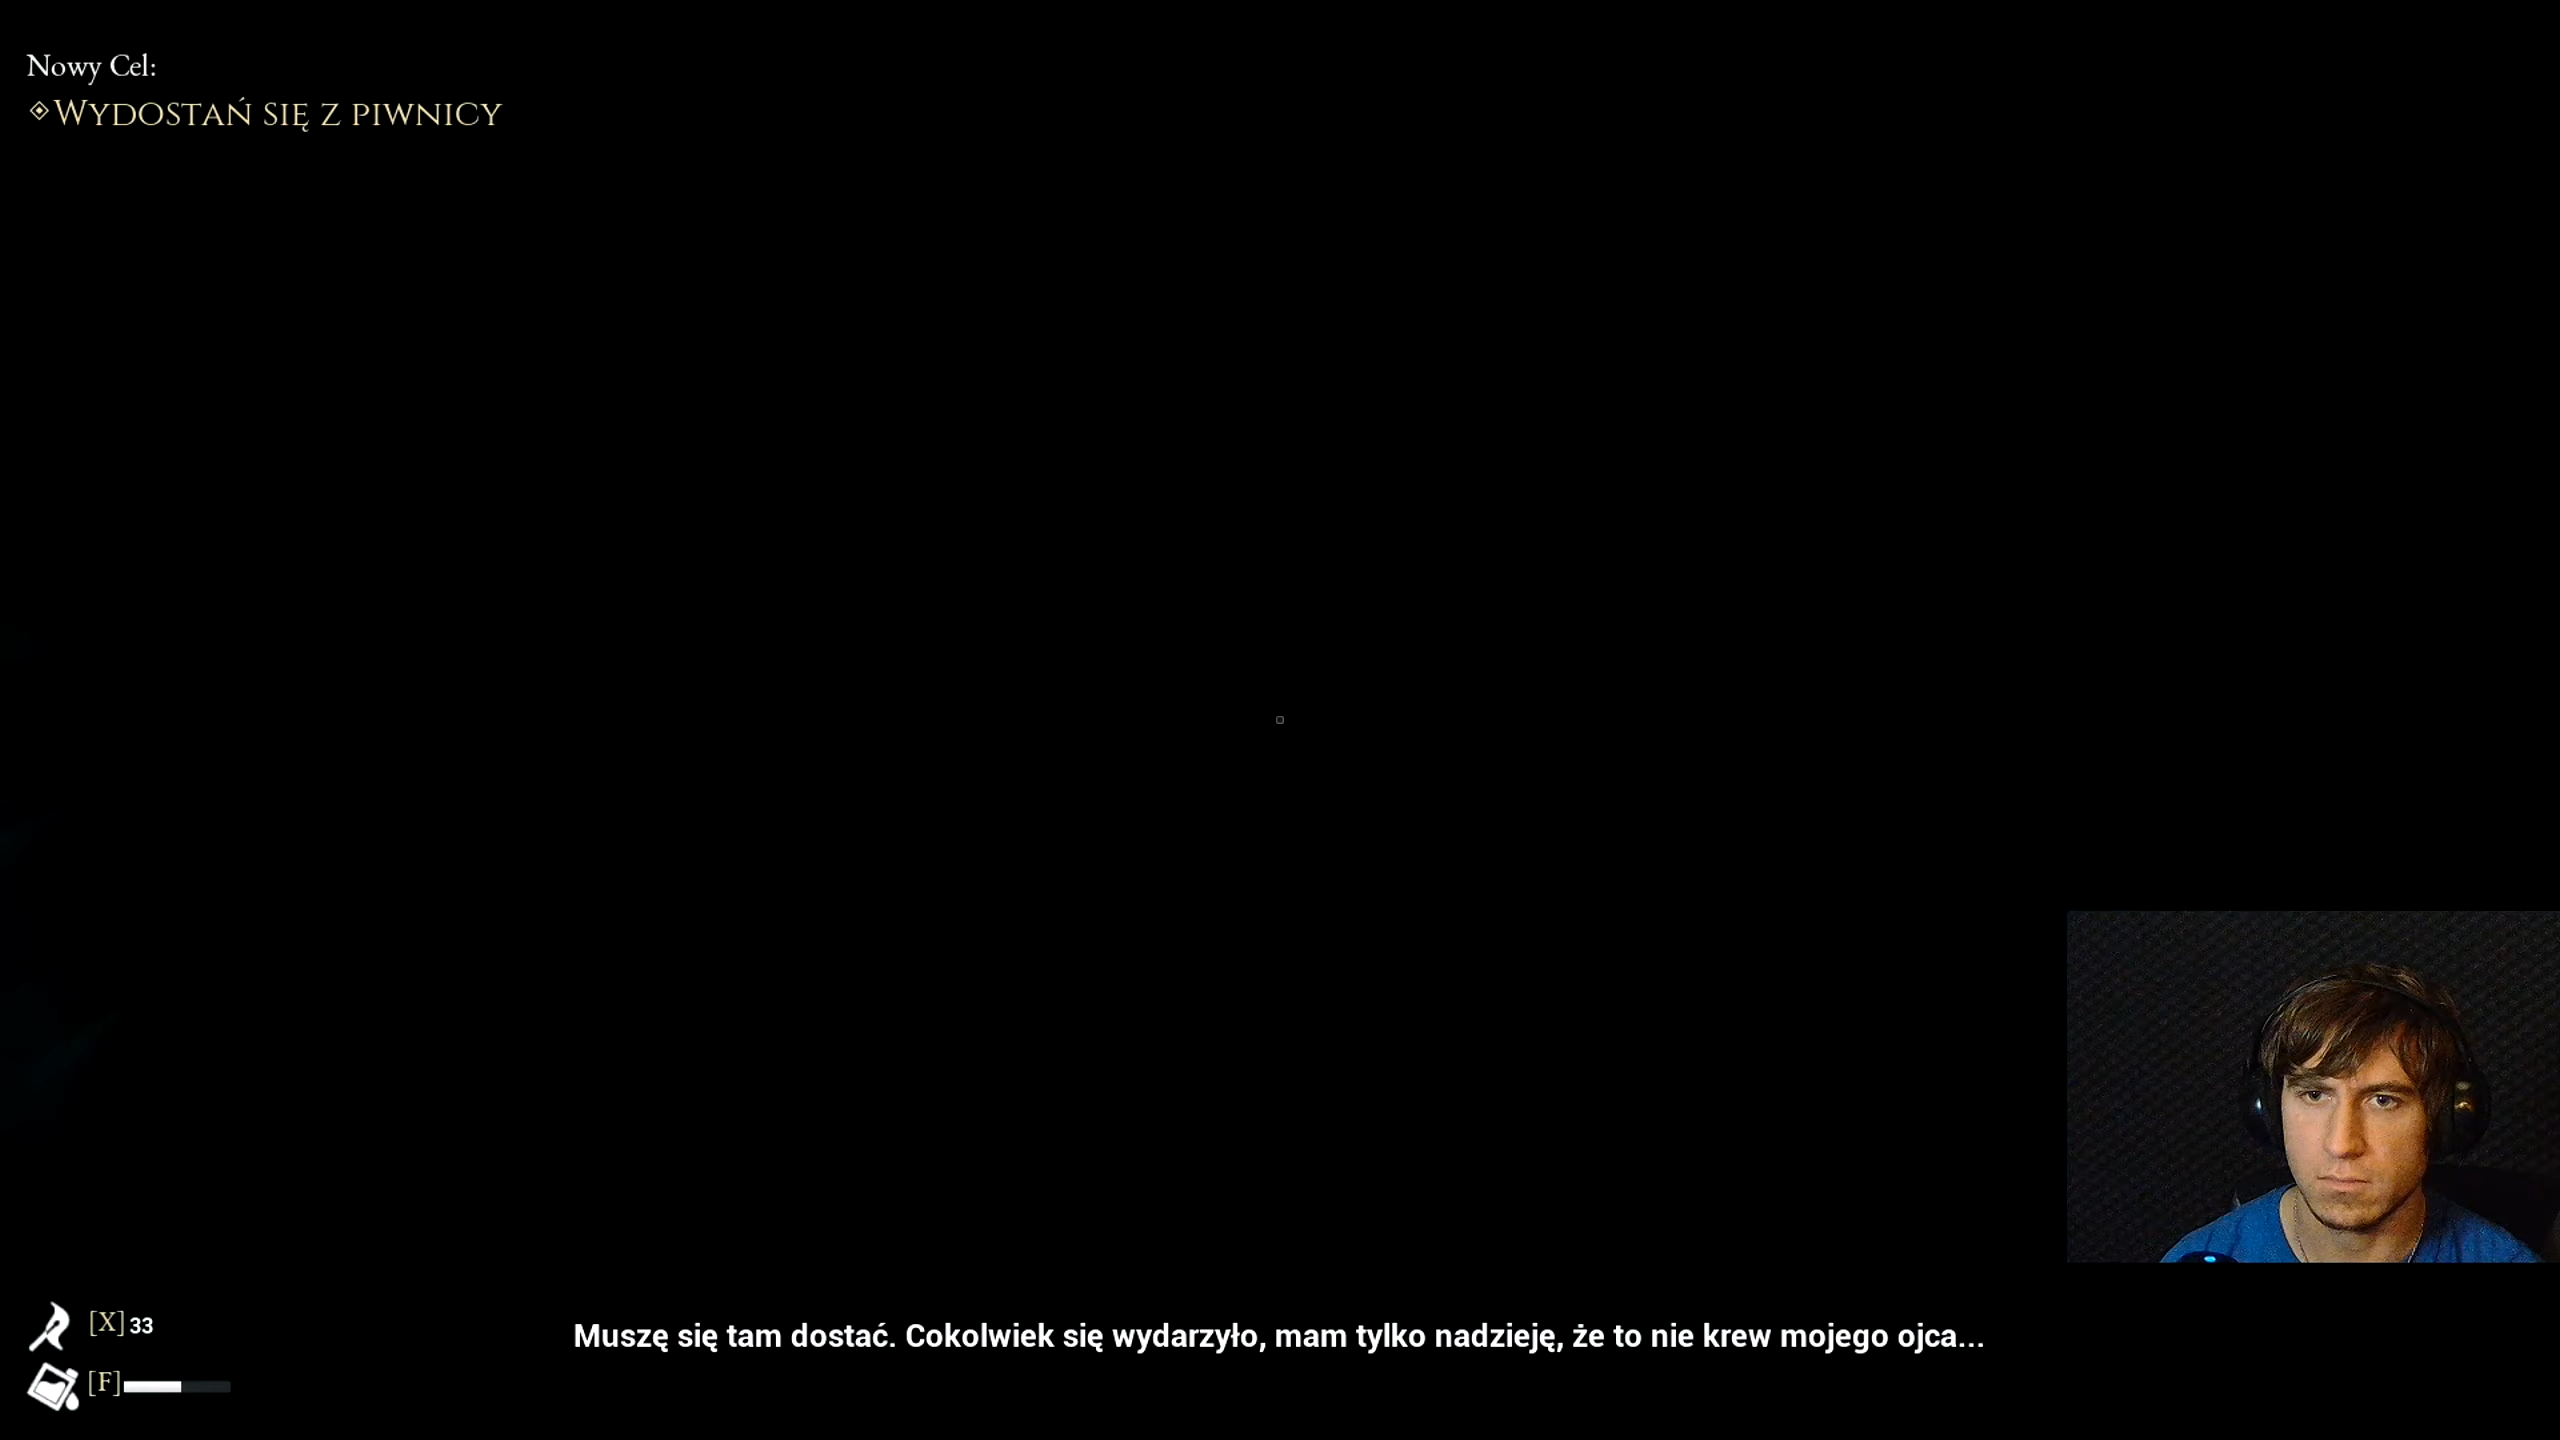 Nowy Cel:
WYDOSTAŃ SIĘ Z PIWNICY
[X] 33
[F]
Muszę się tam dostać. Cokolwiek się wydarzyło, mam tylko nadzieję, że to nie krew mojego ojca...